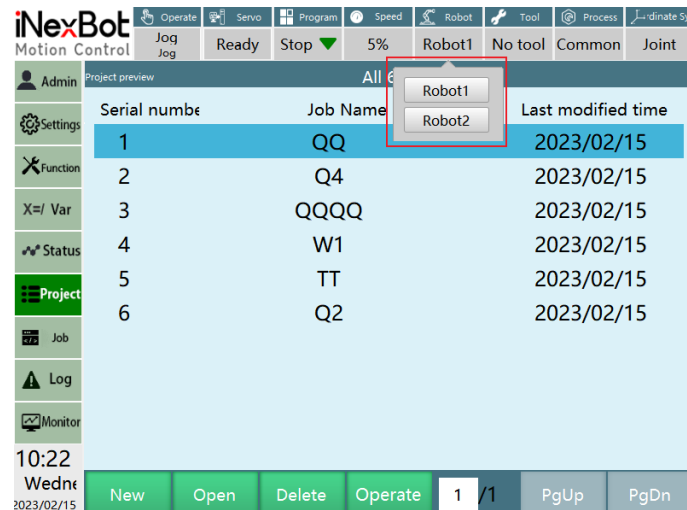 iNexBot
Motion Control
Operate Servo Program Speed Robot Tool Process dinate Sy
Jog Ready Stop 5% Robot1 No tool Common Joint
Jog
Admin
Settings
Function
X=/ Var
Status
Project
Job
Log
Monitor
10:22
Wedne
2023/02/15
Project preview All 6
Robot1
Robot2
Serial numbe Job Name Last modified time
1 QQ 2023/02/15
2 Q4 2023/02/15
3 QQQQ 2023/02/15
4 W1 2023/02/15
5 TT 2023/02/15
6 Q2 2023/02/15
New Open Delete Operate 1 /1 PgUp PgDn